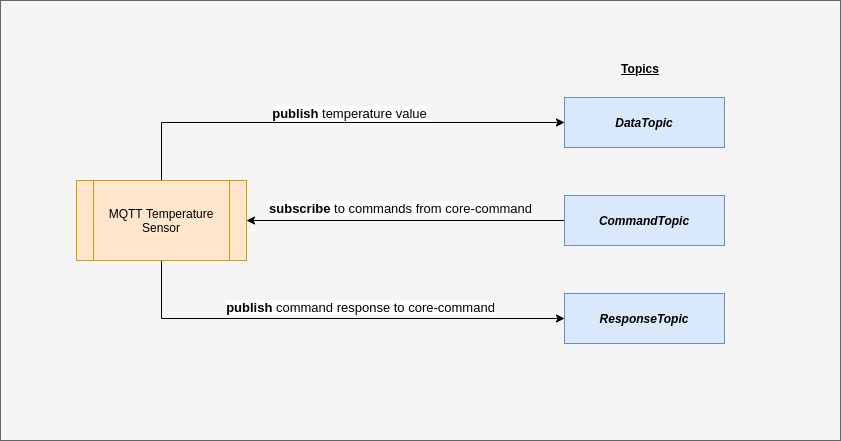 Topics
publish temperature value
DataTopic
MQTT Temperature
Sensor
subscribe to commands from core-command
CommandTopic
publish command response to core-command
ResponseTopic